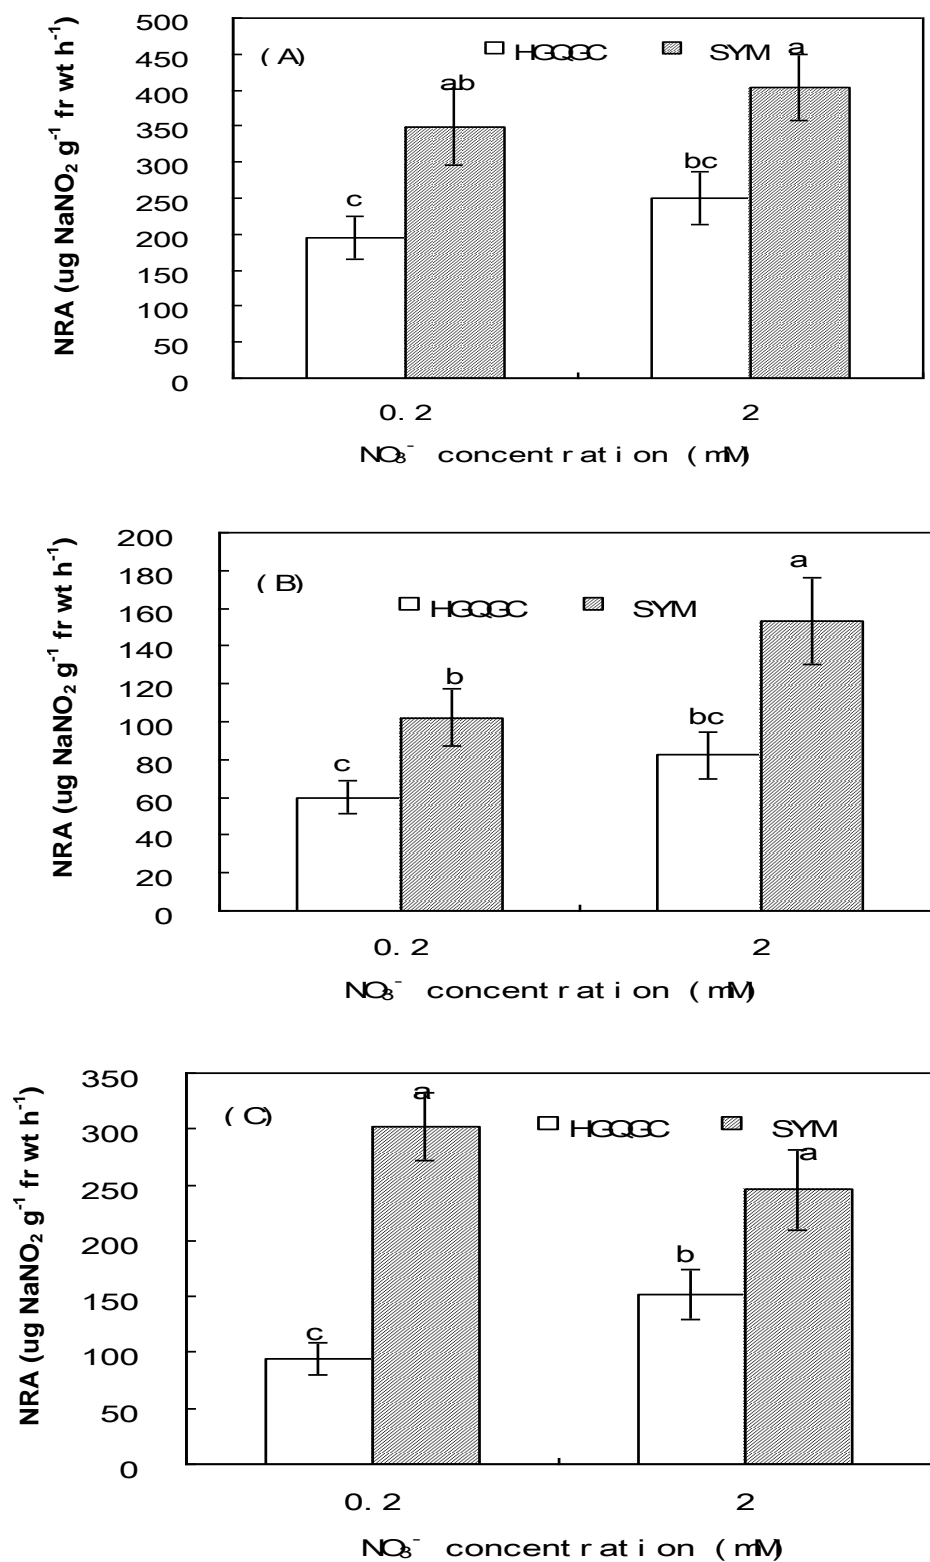 NRA (ug NaNO₂ g⁻¹ fr wt h⁻¹)
500
450
400
350
300
250
200
150
100
50
0
(A)
HGQGC
SYM
c
ab
bc
a
0.2
2
NO₃⁻ concentration (mM)
NRA (ug NaNO₂ g⁻¹ fr wt h⁻¹)
200
180
160
140
120
100
80
60
40
20
0
(B)
HGQGC
SYM
c
b
bc
a
0.2
2
NO₃⁻ concentration (mM)
NRA (ug NaNO₂ g⁻¹ fr wt h⁻¹)
350
300
250
200
150
100
50
0
(C)
HGQGC
SYM
c
a
b
a
0.2
2
NO₃⁻ concentration (mM)